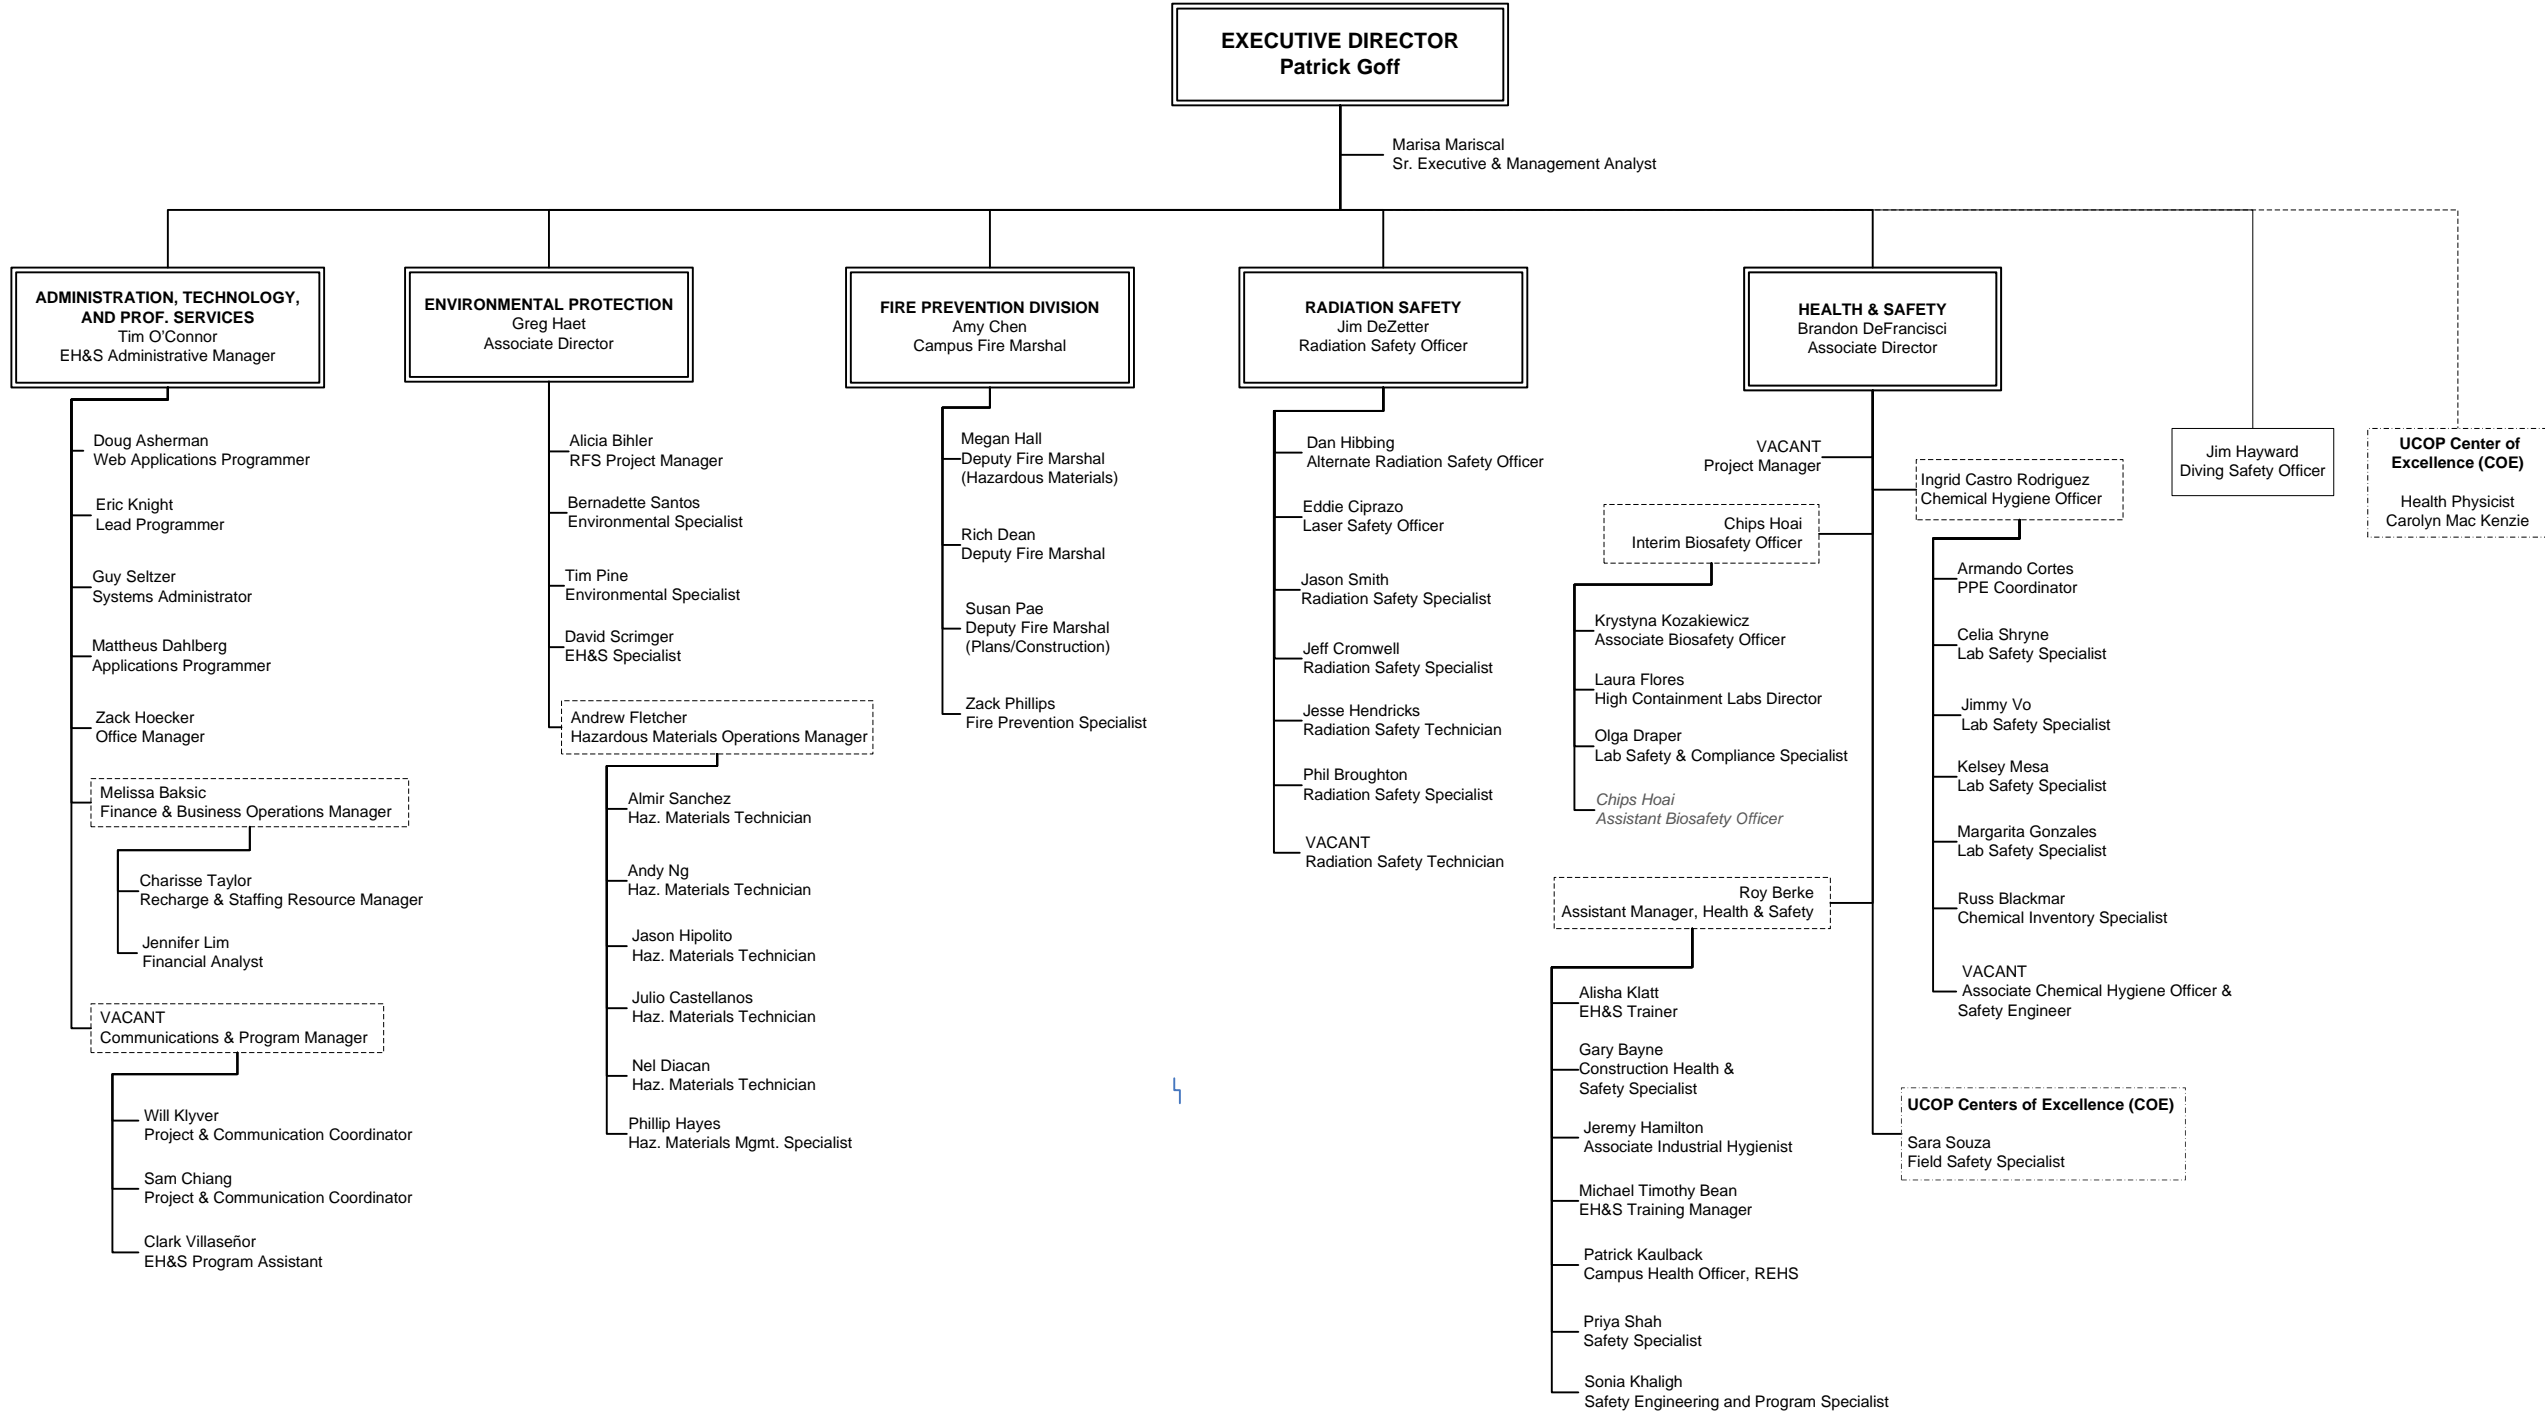 EXECUTIVE DIRECTOR
Patrick Goff
Marisa Mariscal
Sr. Executive & Management Analyst
ADMINISTRATION, TECHNOLOGY,
AND PROF. SERVICES
Tim O'Connor
EH&S Administrative Manager
Doug Asherman
Web Applications Programmer
Eric Knight
Lead Programmer
Guy Seltzer
Systems Administrator
Mattheus Dahlberg
Applications Programmer
Zack Hoecker
Office Manager
Melissa Baksic
Finance & Business Operations Manager
Charisse Taylor
Recharge & Staffing Resource Manager
Jennifer Lim
Financial Analyst
VACANT
Communications & Program Manager
Will Klyver
Project & Communication Coordinator
Sam Chiang
Project & Communication Coordinator
Clark Villaseñor
EH&S Program Assistant
ENVIRONMENTAL PROTECTION
Greg Haet
Associate Director
Alicia Bihler
RFS Project Manager
Bernadette Santos
Environmental Specialist
Tim Pine
Environmental Specialist
David Scrimger
EH&S Specialist
Andrew Fletcher
Hazardous Materials Operations Manager
Almir Sanchez
Haz. Materials Technician
Andy Ng
Haz. Materials Technician
Jason Hipolito
Haz. Materials Technician
Julio Castellanos
Haz. Materials Technician
Nel Diacan
Haz. Materials Technician
Phillip Hayes
Haz. Materials Mgmt. Specialist
FIRE PREVENTION DIVISION
Amy Chen
Campus Fire Marshal
Megan Hall
Deputy Fire Marshal
(Hazardous Materials)
Rich Dean
Deputy Fire Marshal
Susan Pae
Deputy Fire Marshal
(Plans/Construction)
Zack Phillips
Fire Prevention Specialist
RADIATION SAFETY
Jim DeZetter
Radiation Safety Officer
Dan Hibbing
Alternate Radiation Safety Officer
Eddie Ciprazo
Laser Safety Officer
Jason Smith
Radiation Safety Specialist
Jeff Cromwell
Radiation Safety Specialist
Jesse Hendricks
Radiation Safety Technician
Phil Broughton
Radiation Safety Specialist
VACANT
Radiation Safety Technician
HEALTH & SAFETY
Brandon DeFrancisci
Associate Director
VACANT
Project Manager
Chips Hoai
Interim Biosafety Officer
Krystyna Kozakiewicz
Associate Biosafety Officer
Laura Flores
High Containment Labs Director
Olga Draper
Lab Safety & Compliance Specialist
Chips Hoai
Assistant Biosafety Officer
Roy Berke
Assistant Manager, Health & Safety
Alisha Klatt
EH&S Trainer
Gary Bayne
Construction Health &
Safety Specialist
Jeremy Hamilton
Associate Industrial Hygienist
Michael Timothy Bean
EH&S Training Manager
Patrick Kaulback
Campus Health Officer, REHS
Priya Shah
Safety Specialist
Sonia Khaligh
Safety Engineering and Program Specialist
Ingrid Castro Rodriguez
Chemical Hygiene Officer
Armando Cortes
PPE Coordinator
Celia Shryne
Lab Safety Specialist
Jimmy Vo
Lab Safety Specialist
Kelsey Mesa
Lab Safety Specialist
Margarita Gonzales
Lab Safety Specialist
Russ Blackmar
Chemical Inventory Specialist
VACANT
Associate Chemical Hygiene Officer &
Safety Engineer
UCOP Centers of Excellence (COE)
Sara Souza
Field Safety Specialist
Jim Hayward
Diving Safety Officer
UCOP Center of
Excellence (COE)
Health Physicist
Carolyn Mac Kenzie